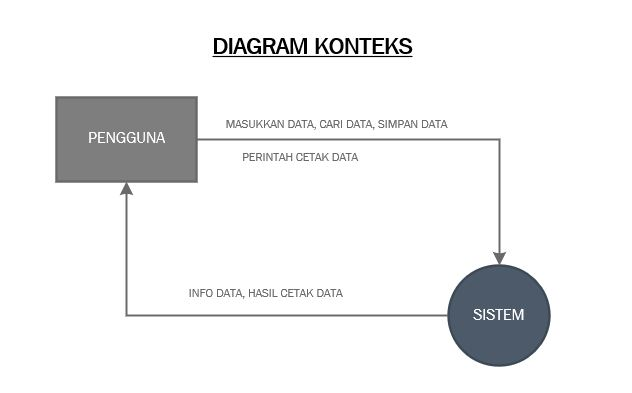 DIAGRAM KONTEKS
PENGGUNA
MASUKKAN DATA, CARI DATA, SIMPAN DATA
PERINTAH CETAK DATA
INFO DATA, HASIL CETAK DATA
SISTEM